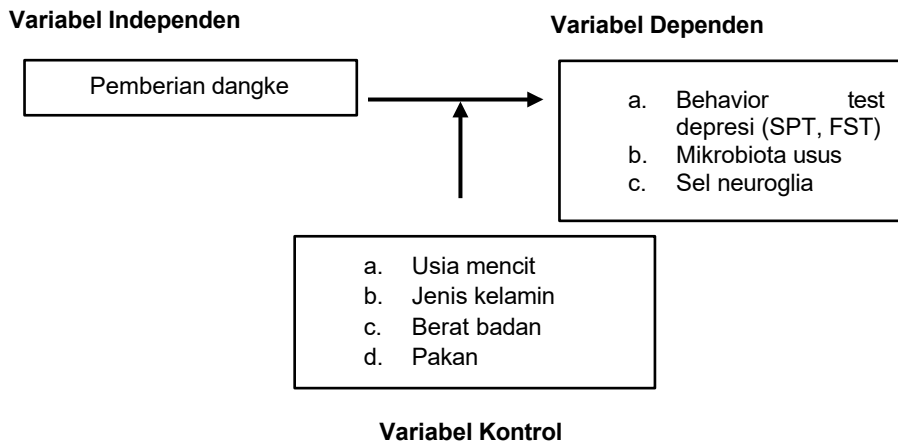 Variabel Independen
Variabel Dependen
Pemberian dangke
a. Behavior test
depresi (SPT, FST)
b. Mikrobiota usus
c. Sel neuroglia
a. Usia mencit
b. Jenis kelamin
c. Berat badan
d. Pakan
Variabel Kontrol